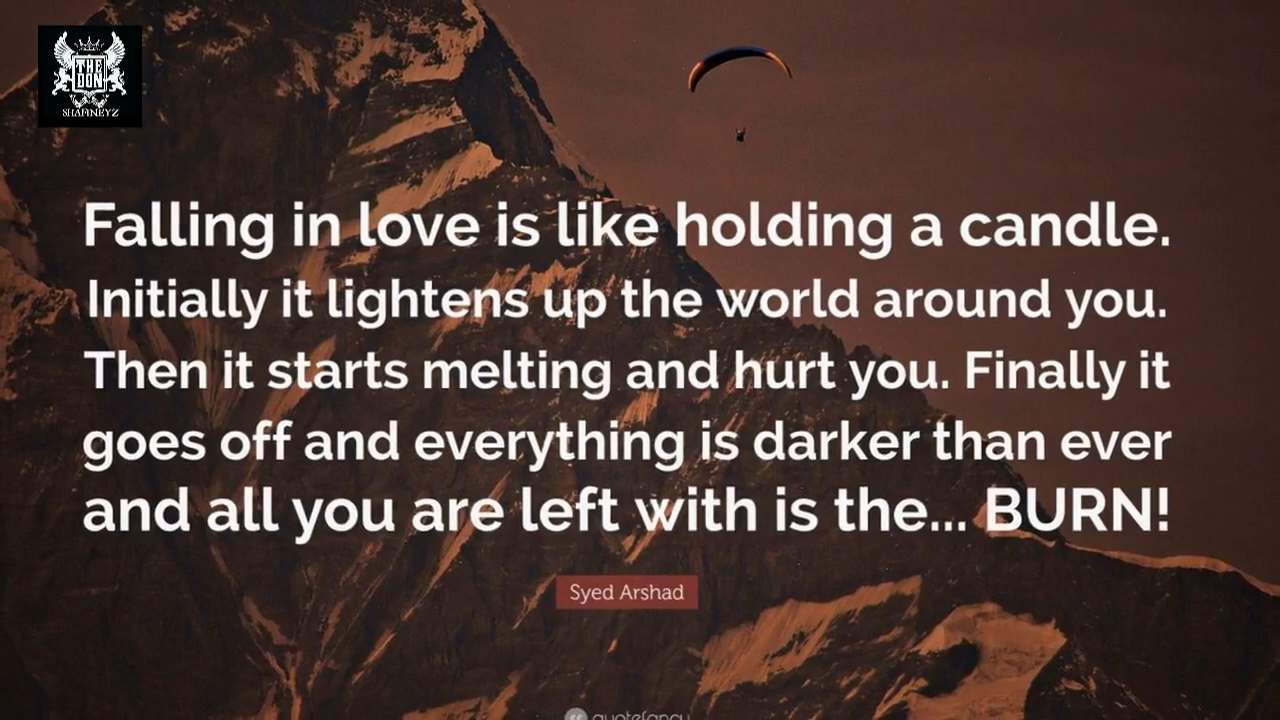 THE
DON
SHAFINEYZ
Falling in love is like holding a candle.
Initially it lightens up the world around you.
Then it starts melting and hurt you. Finally it
goes off and everything is darker than ever
and all you are left with is the... BURN!
Syed Arshad
quotefancy